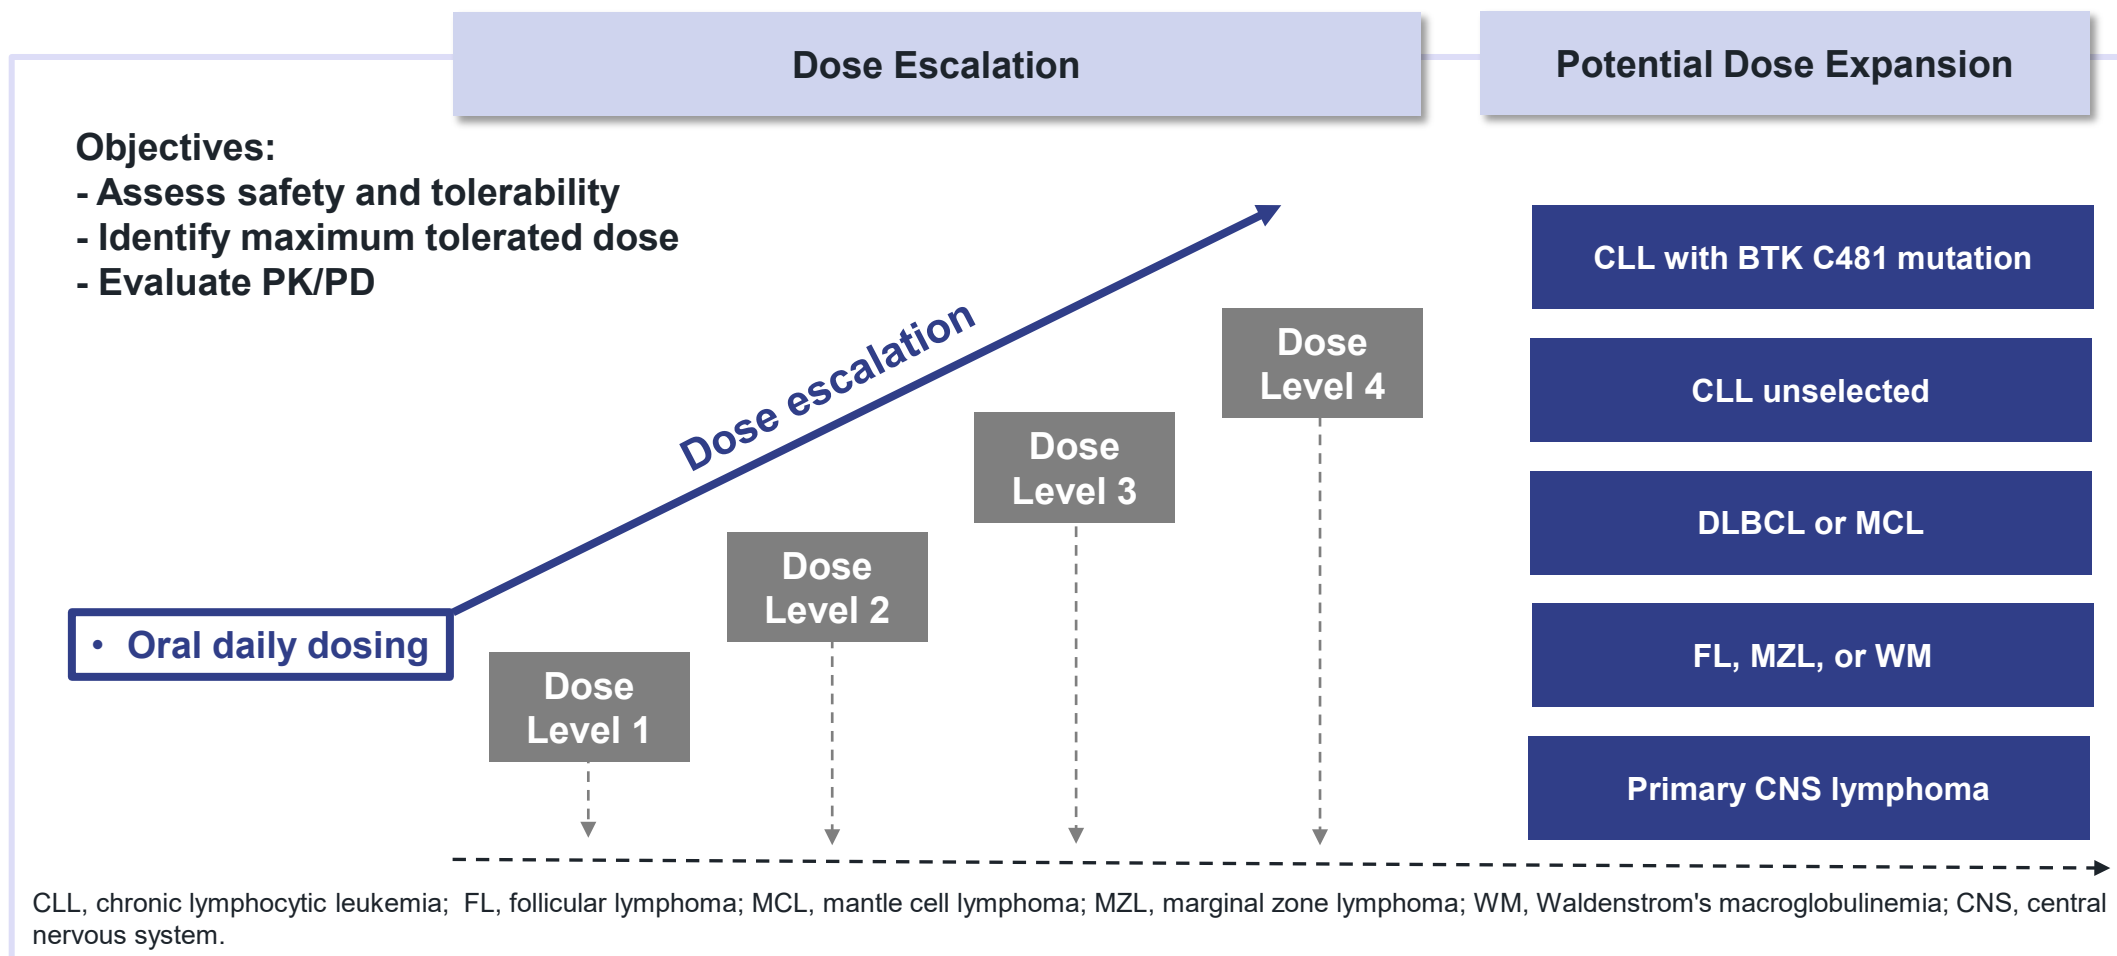 Dose Escalation
Potential Dose Expansion
Objectives:
- Assess safety and tolerability
- Identify maximum tolerated dose
- Evaluate PK/PD
Dose escalation
• Oral daily dosing
Dose
Level 1
Dose
Level 2
Dose
Level 3
Dose
Level 4
CLL with BTK C481 mutation
CLL unselected
DLBCL or MCL
FL, MZL, or WM
Primary CNS lymphoma
CLL, chronic lymphocytic leukemia; FL, follicular lymphoma; MCL, mantle cell lymphoma; MZL, marginal zone lymphoma; WM, Waldenstrom's macroglobulinemia; CNS, central
nervous system.